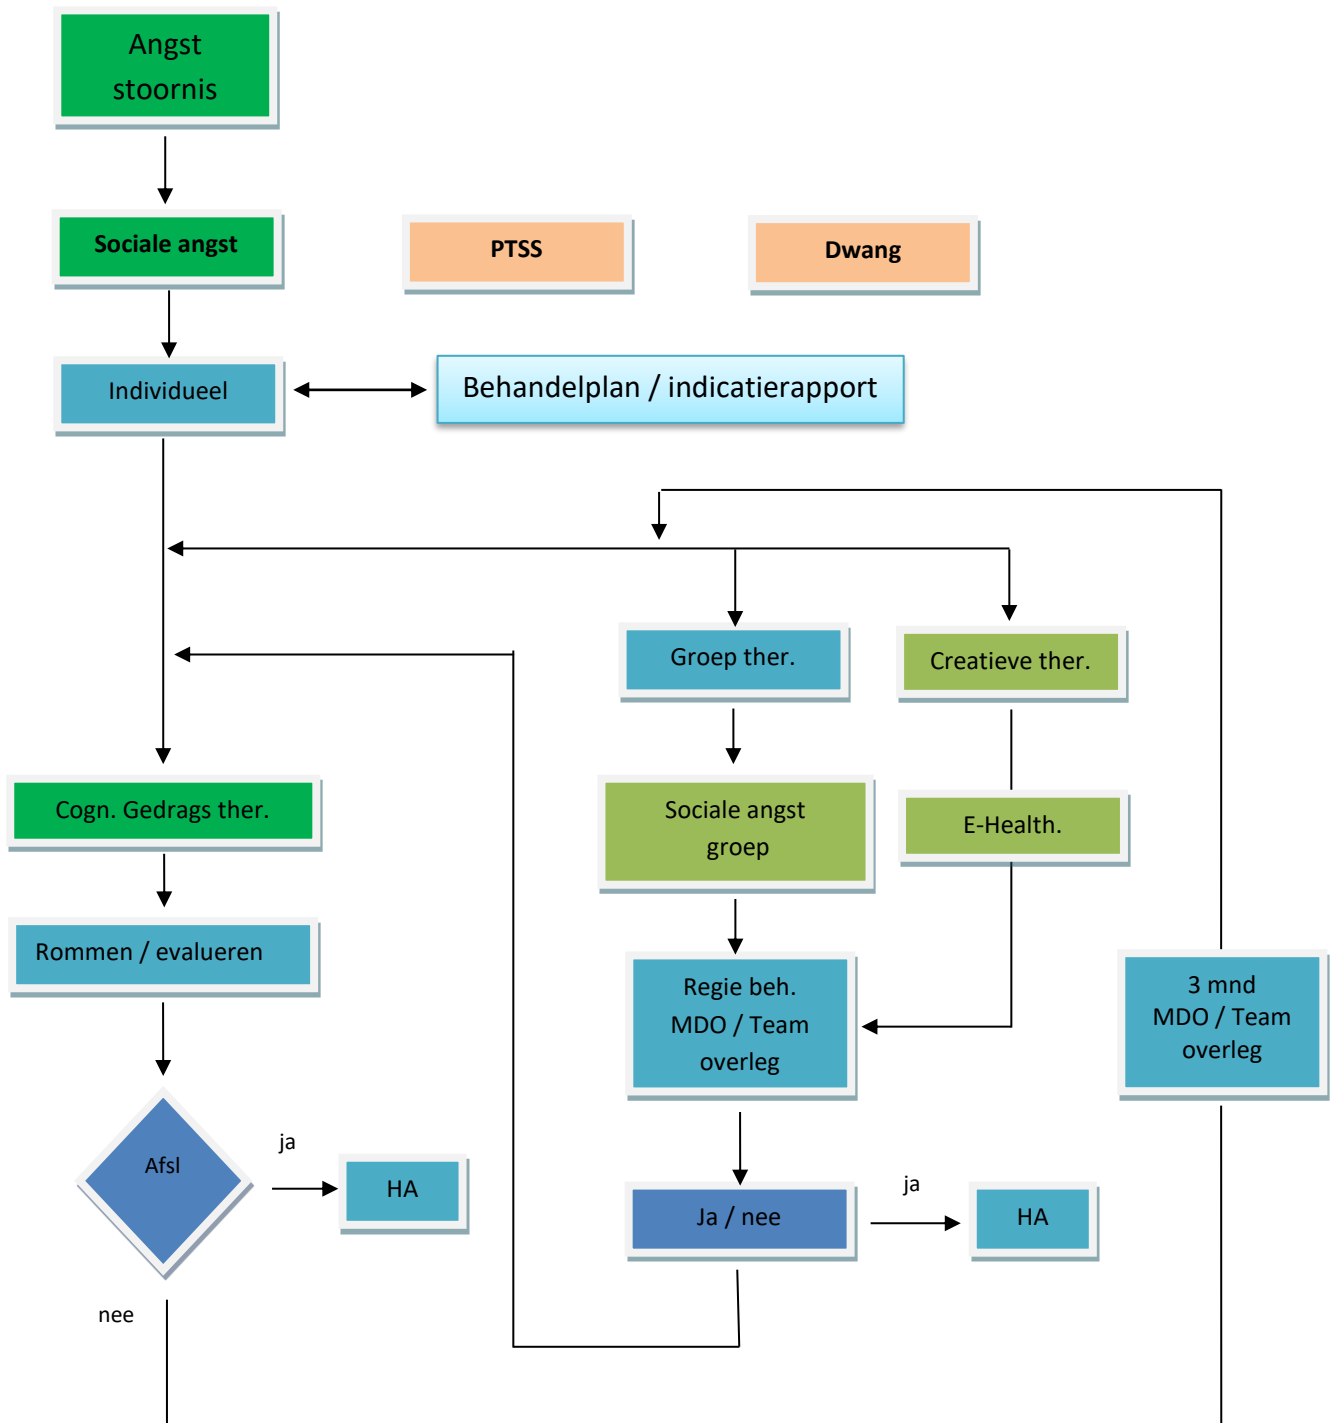 Angst
stoornis
Sociale angst
PTSS
Dwang
Individueel
Behandelplan / indicatierapport
Groep ther.
Creatieve ther.
Cogn. Gedrags ther.
Sociale angst
groep
E-Health.
Rommen / evalueren
Regie beh.
MDO / Team
overleg
3 mnd
MDO / Team
overleg
Afsl
ja
HA
Ja / nee
ja
HA
nee